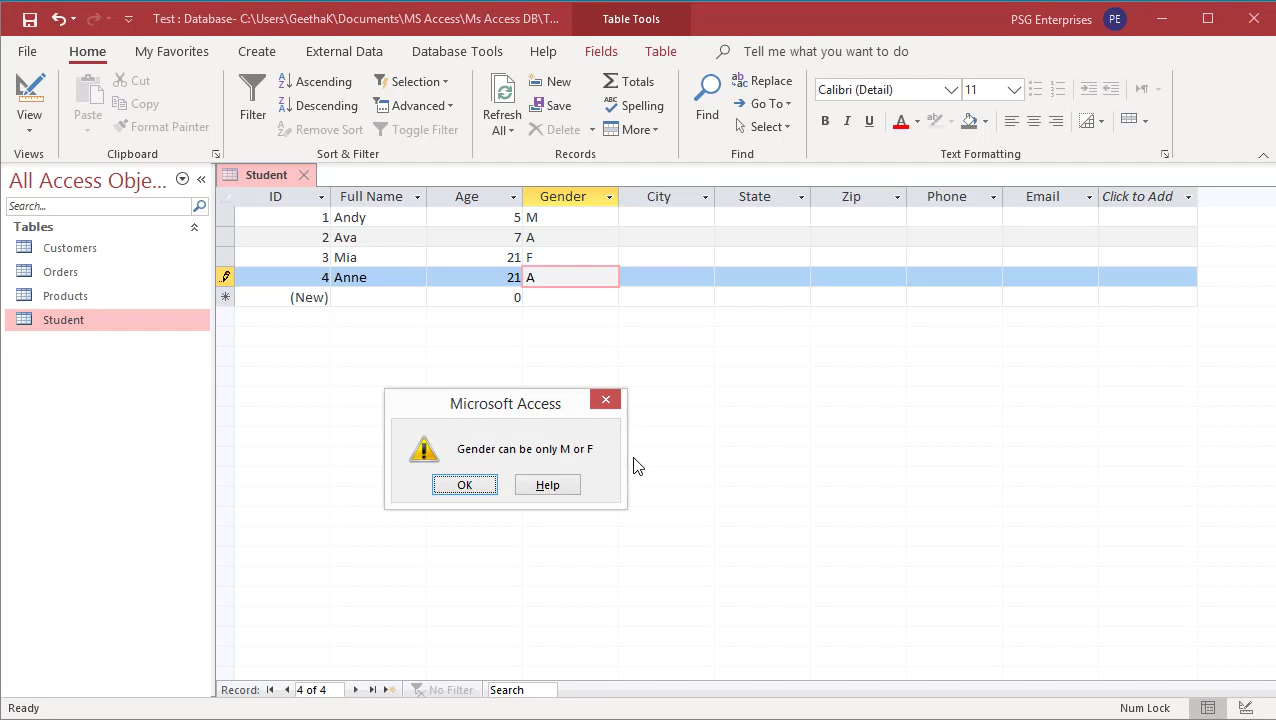 Test : Database- C:\Users\GeethaK\Documents\MS Access\Ms Access DB\T... Table Tools PSG Enterprises PE
File Home My Favorites Create External Data Database Tools Help Fields Table Tell me what you want to do
View
Views
Paste
Cut
Copy
Format Painter
Clipboard
Filter
Ascending
Descending
Remove Sort
Selection
Advanced
Toggle Filter
Sort & Filter
Refresh
All
New
Save
Delete
Totals
Spelling
More
Records
Find
Replace
Go To
Select
Find
Calibri (Detail) 11
B I U A
Text Formatting
All Access Obje...
Search...
Tables
Customers
Orders
Products
Student
Student
ID Full Name Age Gender City State Zip Phone Email Click to Add
1 Andy 5 M
2 Ava 7 A
3 Mia 21 F
4 Anne 21 A
(New) 0
Microsoft Access
Gender can be only M or F
OK Help
Record: 4 of 4 No Filter Search
Ready Num Lock